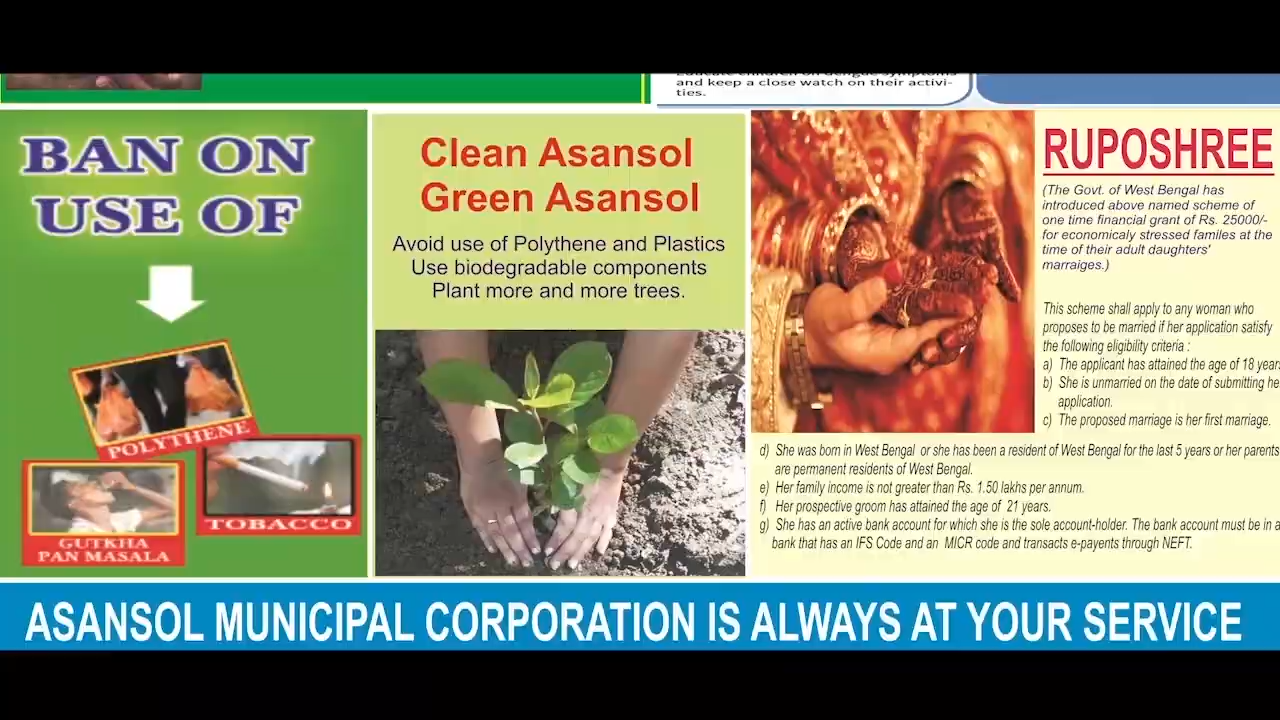 Educate children on dengue symptoms
and keep a close watch on their activi-
ties.
BAN ON
USE OF
POLYTHENE
TOBACCO
GUTKHA
PAN MASALA
Clean Asansol
Green Asansol
Avoid use of Polythene and Plastics
Use biodegradable components
Plant more and more trees.
RUPOSHREE
(The Govt. of West Bengal has
introduced above named scheme of
one time financial grant of Rs. 25000/-
for economicaly stressed familes at the
time of their adult daughters'
marraiges.)
This scheme shall apply to any woman who
proposes to be married if her application satisfy
the following eligibility criteria :
a) The applicant has attained the age of 18 years
b) She is unmarried on the date of submitting he
application.
c) The proposed marriage is her first marriage.
d) She was born in West Bengal or she has been a resident of West Bengal for the last 5 years or her parents
are permanent residents of West Bengal.
e) Her family income is not greater than Rs. 1.50 lakhs per annum.
f) Her prospective groom has attained the age of 21 years.
g) She has an active bank account for which she is the sole account-holder. The bank account must be in a
bank that has an IFS Code and an MICR code and transacts e-payents through NEFT.
ASANSOL MUNICIPAL CORPORATION IS ALWAYS AT YOUR SERVICE